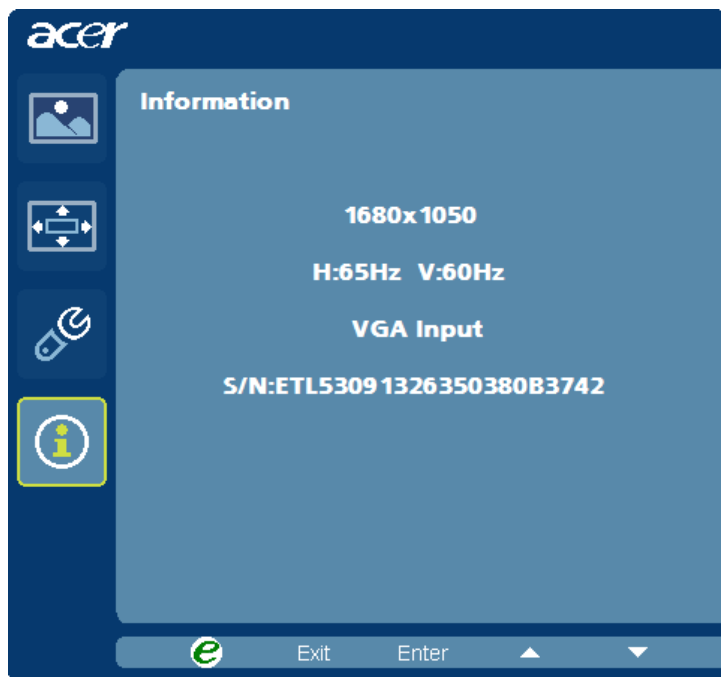 acer
Information
1680x1050
H:65Hz V:60Hz
VGA Input
S/N:ETL53091326350380B3742
e Exit Enter